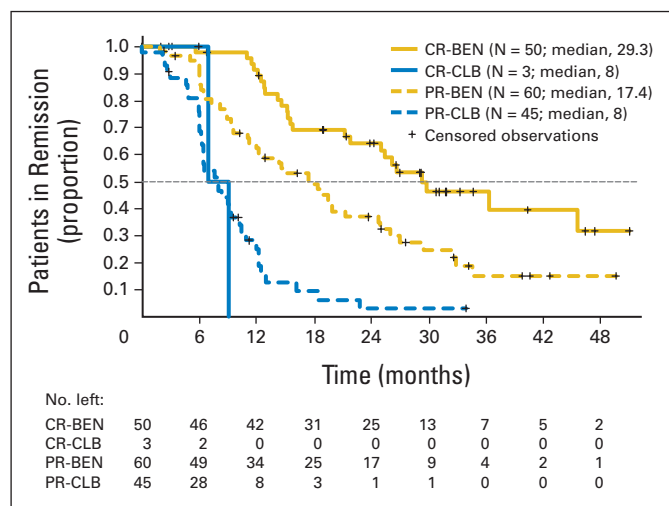 Patients in Remission
(proportion)
1.0
0.9
0.8
0.7
0.6
0.5
0.4
0.3
0.2
0.1
CR-BEN (N = 50; median, 29.3)
CR-CLB (N = 3; median, 8)
PR-BEN (N = 60; median, 17.4)
PR-CLB (N = 45; median, 8)
+ Censored observations
0 6 12 18 24 30 36 42 48
Time (months)
No. left:
CR-BEN 50 46 42 31 25 13 7 5 2
CR-CLB 3 2 0 0 0 0 0 0 0
PR-BEN 60 49 34 25 17 9 4 2 1
PR-CLB 45 28 8 3 1 1 0 0 0